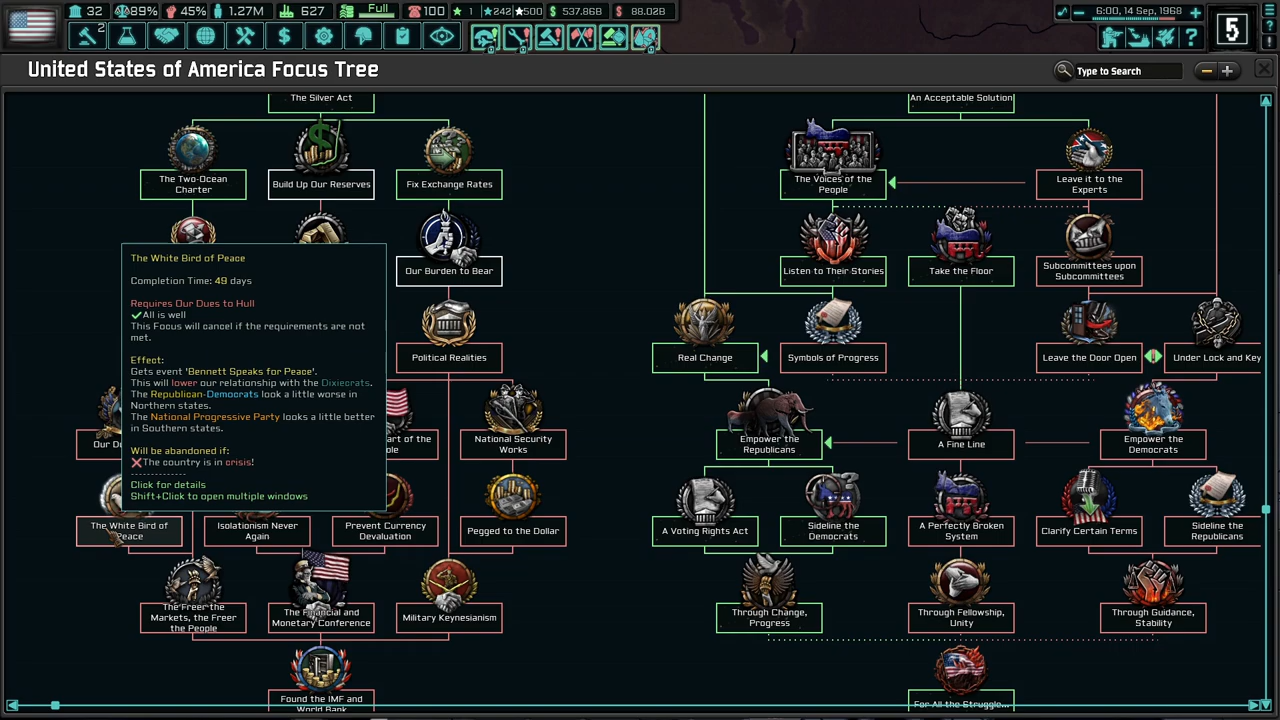 32 89% 45% 1.27M 627 Full 100 1 242 500 $ 537.86B $ 88.02B
6:00, 14 Sep, 1968
2
5
United States of America Focus Tree
Type to Search
The Silver Act
An Acceptable Solution
The Two-Ocean
Charter
Build Up Our Reserves
Fix Exchange Rates
The Voices of the
People
Leave it to the
Experts
Our Burden to Bear
Listen to Their Stories
Take the Floor
Subcommittees upon
Subcommittees
The White Bird of Peace
Completion Time: 49 days
Requires Our Dues to Hull
All is well
This Focus will cancel if the requirements are not
met.
Effect:
Gets event 'Bennett Speaks for Peace'.
This will lower our relationship with the Dixiecrats.
The Republican-Democrats look a little worse in
Northern states.
The National Progressive Party looks a little better
in Southern states.
Will be abandoned if:
The country is in crisis!
--------------
Click for details
Shift+Click to open multiple windows
Political Realities
Real Change
Symbols of Progress
Leave the Door Open
Under Lock and Key
Our Du
rt of the
ple
National Security
Works
Empower the
Republicans
A Fine Line
Empower the
Democrats
The White Bird of
Peace
Isolationism Never
Again
Prevent Currency
Devaluation
Pegged to the Dollar
A Voting Rights Act
Sideline the
Democrats
A Perfectly Broken
System
Clarify Certain Terms
Sideline the
Republicans
The Freer the
Markets, the Freer
the People
The Financial and
Monetary Conference
Military Keynesianism
Through Change,
Progress
Through Fellowship,
Unity
Through Guidance,
Stability
Found the IMF and
World Bank
For All the Struggle...